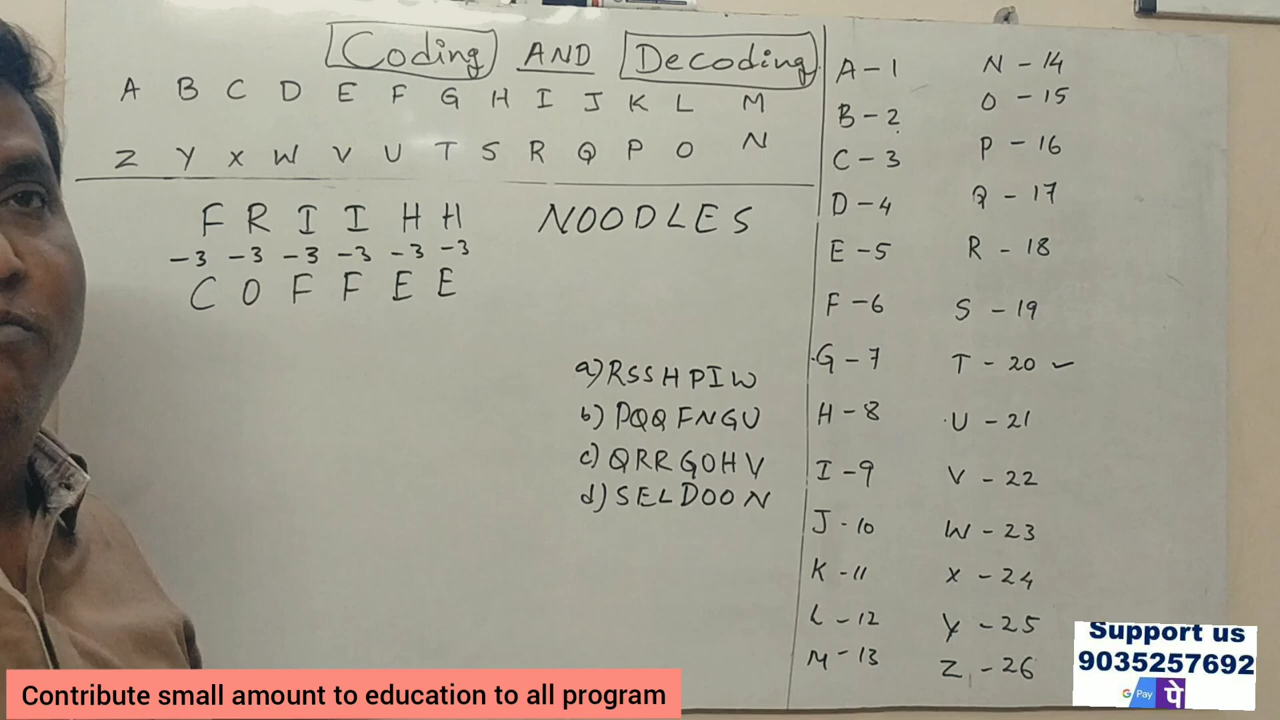 Coding AND Decoding
A B C D E F G H I J K L M
Z Y X W V U T S R Q P O N
F R I I H H
-3 -3 -3 -3 -3 -3
C O F F E E
NOODLES
a) RSSHPIW
b) PQQFNGU
c) QRRGOHV
d) SELDOON
A - 1
B - 2
C - 3
D - 4
E - 5
F - 6
G - 7
H - 8
I - 9
J - 10
K - 11
L - 12
M - 13
N - 14
O - 15
P - 16
Q - 17
R - 18
S - 19
T - 20 ✓
U - 21
V - 22
W - 23
X - 24
Y - 25
Z - 26
Support us
9035257692
G Pay पे
Contribute small amount to education to all program